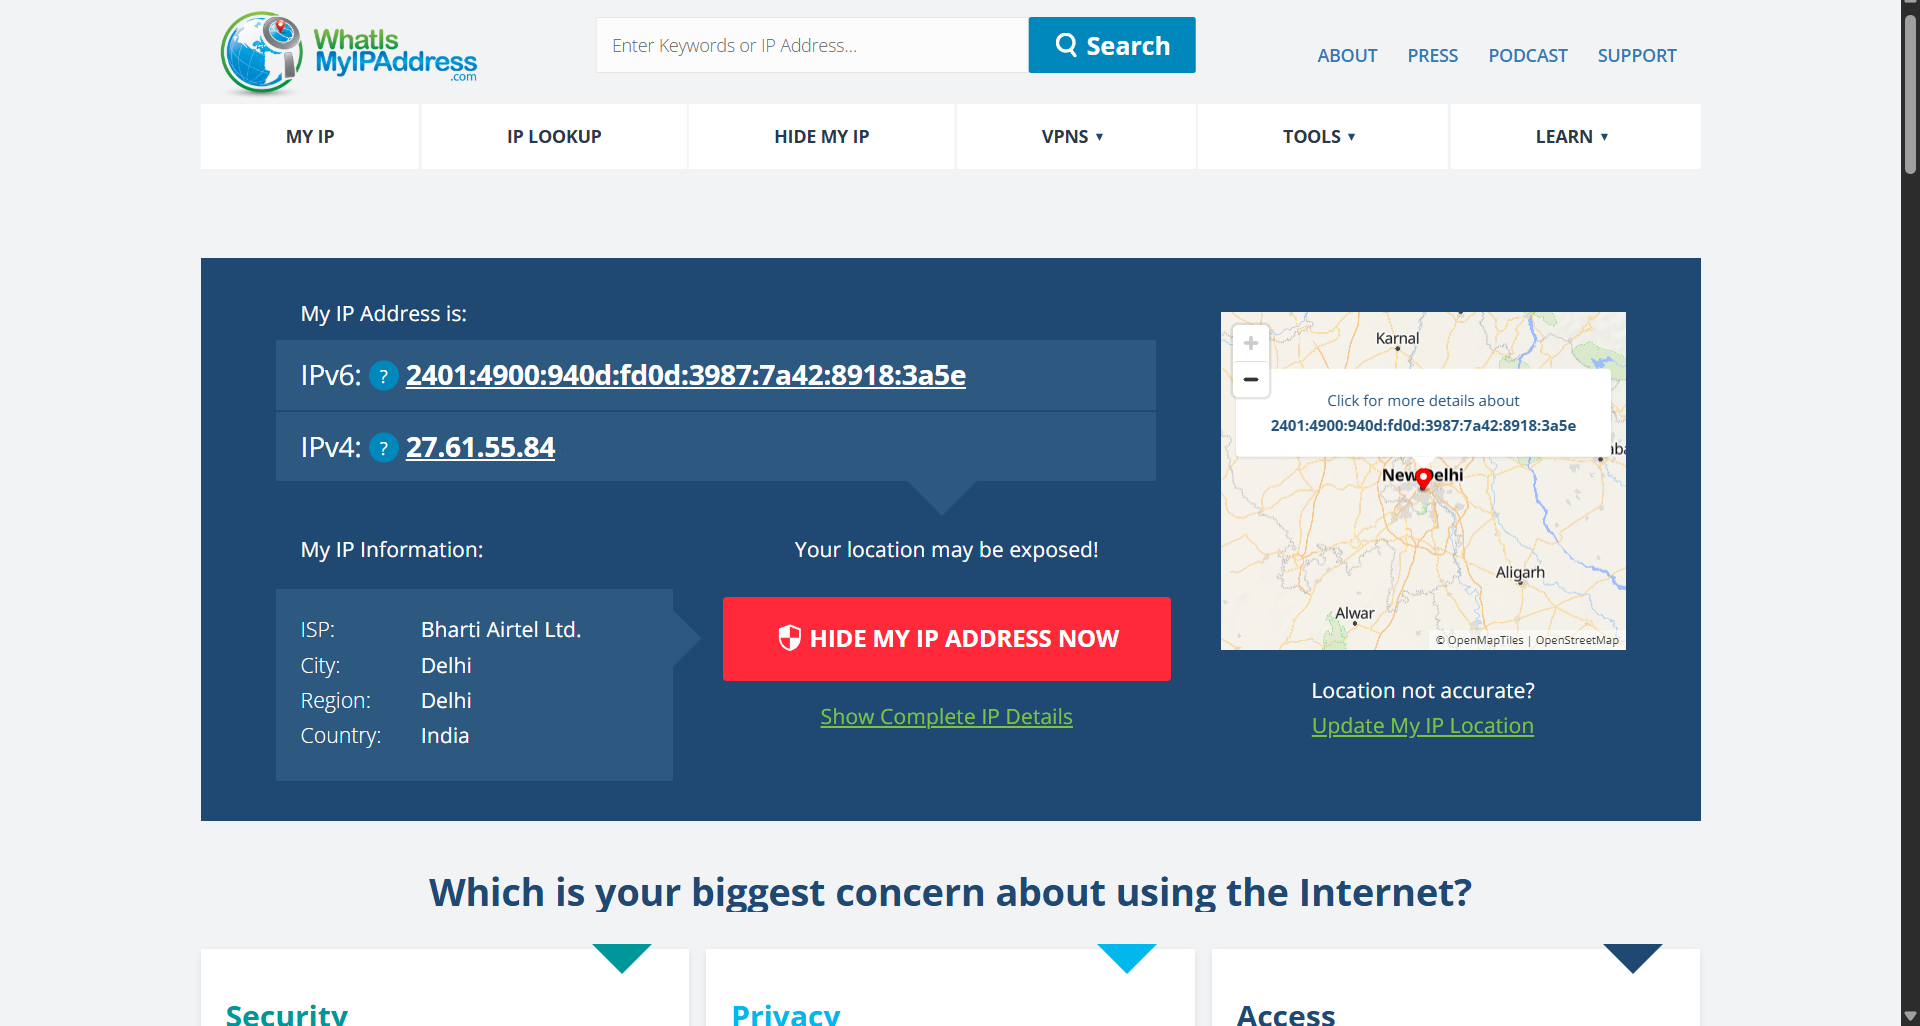 WhatIs
MyIPAddress
.com
Enter Keywords or IP Address...
Search
ABOUT PRESS PODCAST SUPPORT
MY IP IP LOOKUP HIDE MY IP VPNS ▾ TOOLS ▾ LEARN ▾
My IP Address is:
IPv6: ? 2401:4900:940d:fd0d:3987:7a42:8918:3a5e
IPv4: ? 27.61.55.84
My IP Information:
ISP: Bharti Airtel Ltd.
City: Delhi
Region: Delhi
Country: India
Your location may be exposed!
HIDE MY IP ADDRESS NOW
Show Complete IP Details
Karnal
Click for more details about
2401:4900:940d:fd0d:3987:7a42:8918:3a5e
New Delhi
Aligarh
Alwar
© OpenMapTiles | OpenStreetMap
Location not accurate?
Update My IP Location
Which is your biggest concern about using the Internet?
Security Privacy Access